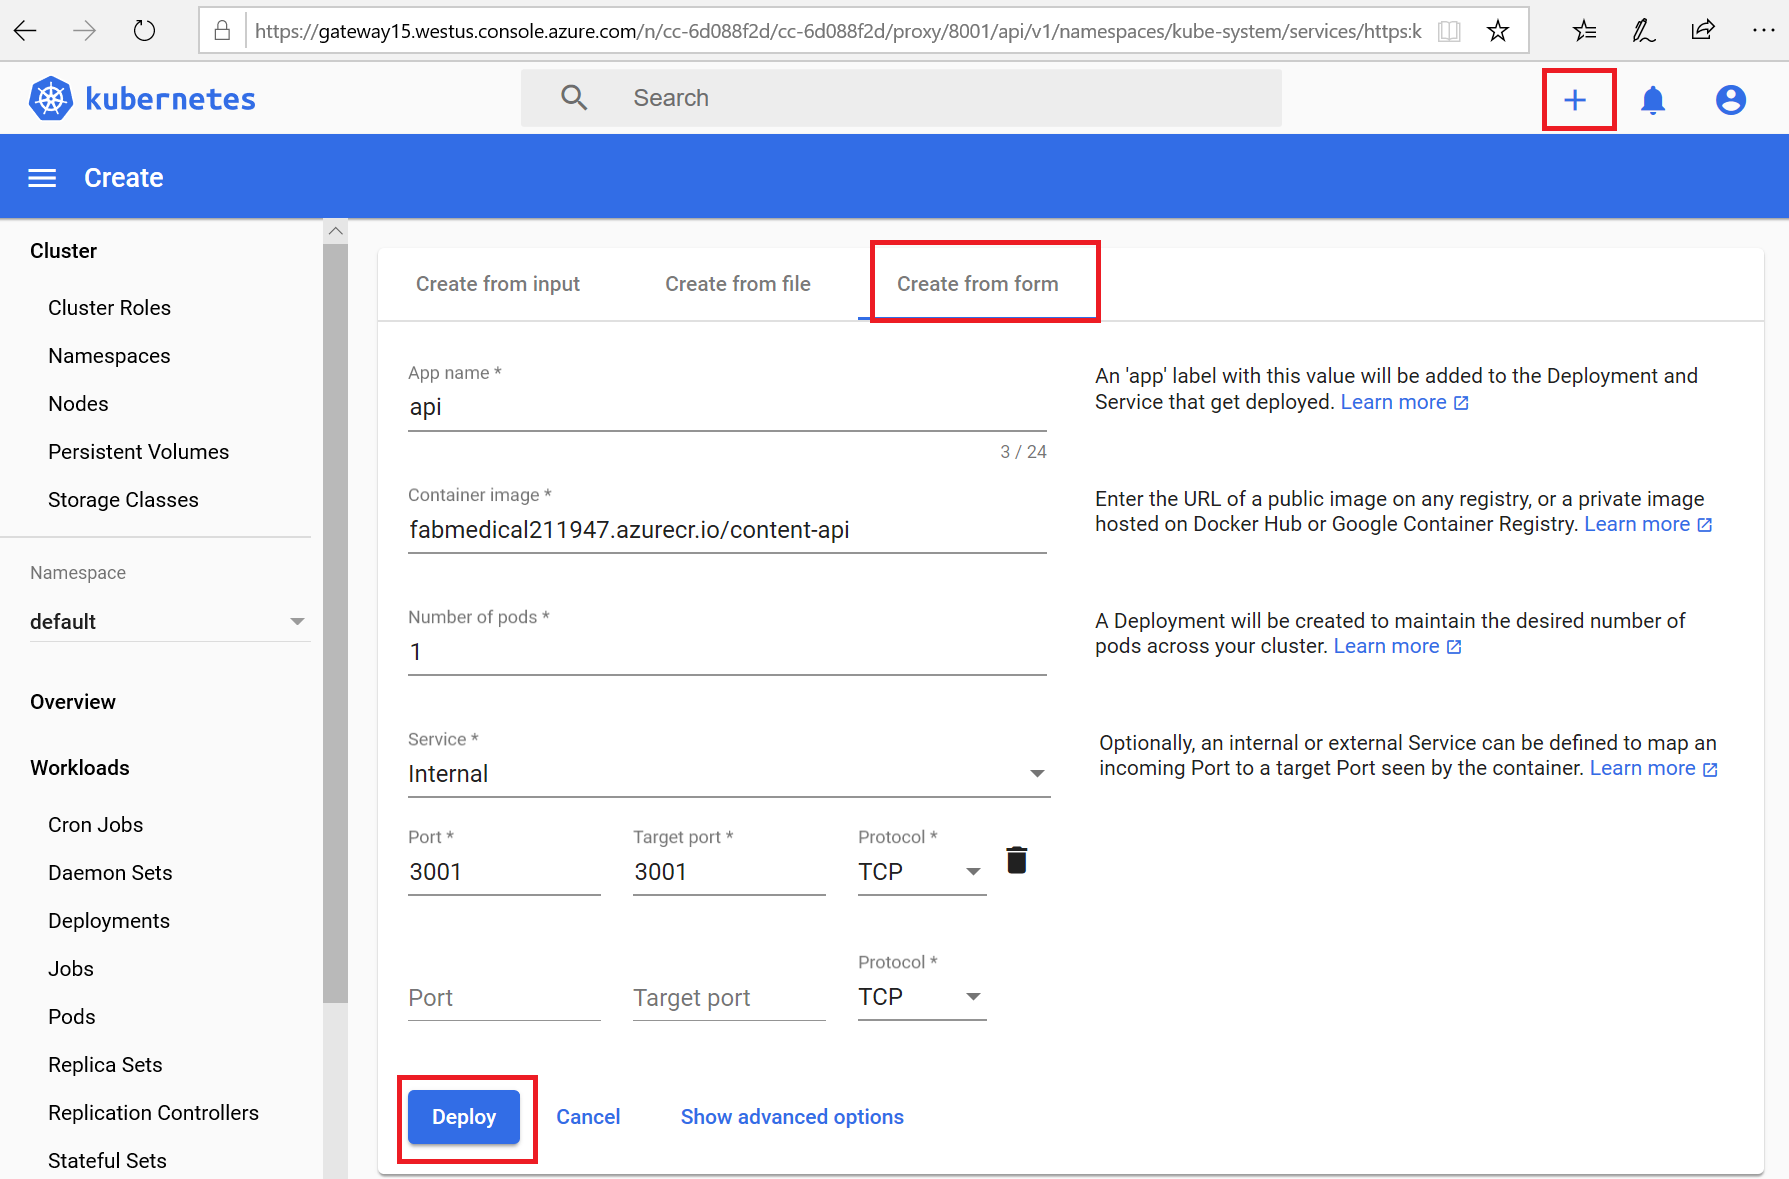 https://gateway15.westus.console.azure.com/n/cc-6d088f2d/cc-6d088f2d/proxy/8001/api/v1/namespaces/kube-system/services/https:k
kubernetes
Search
Create
Cluster
Cluster Roles
Namespaces
Nodes
Persistent Volumes
Storage Classes
Namespace
default
Overview
Workloads
Cron Jobs
Daemon Sets
Deployments
Jobs
Pods
Replica Sets
Replication Controllers
Stateful Sets
Create from input
Create from file
Create from form
App name *
api
3 / 24
An 'app' label with this value will be added to the Deployment and
Service that get deployed. Learn more
Container image *
fabmedical211947.azurecr.io/content-api
Enter the URL of a public image on any registry, or a private image
hosted on Docker Hub or Google Container Registry. Learn more
Number of pods *
1
A Deployment will be created to maintain the desired number of
pods across your cluster. Learn more
Service *
Internal
Optionally, an internal or external Service can be defined to map an
incoming Port to a target Port seen by the container. Learn more
Port * Target port * Protocol *
3001 3001 TCP
Protocol *
Port Target port TCP
Deploy Cancel Show advanced options